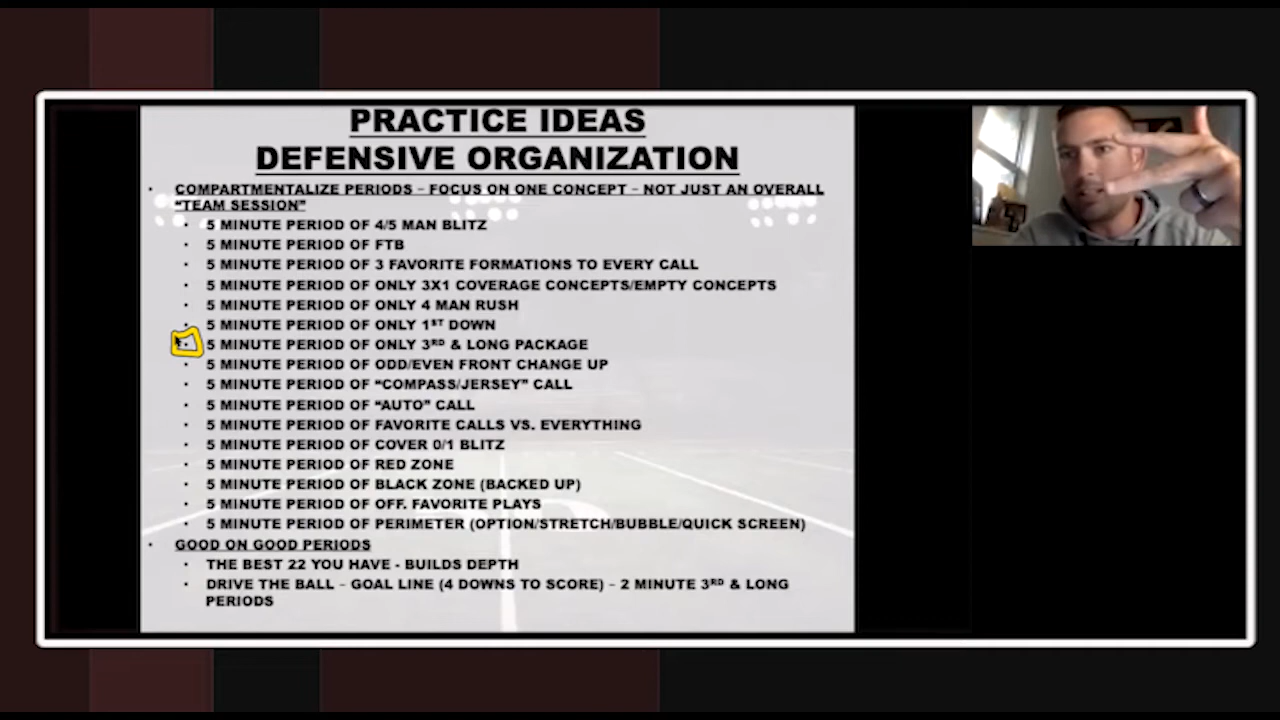 PRACTICE IDEAS
DEFENSIVE ORGANIZATION
• COMPARTMENTALIZE PERIODS – FOCUS ON ONE CONCEPT – NOT JUST AN OVERALL
“TEAM SESSION”
• 5 MINUTE PERIOD OF 4/5 MAN BLITZ
• 5 MINUTE PERIOD OF FTB
• 5 MINUTE PERIOD OF 3 FAVORITE FORMATIONS TO EVERY CALL
• 5 MINUTE PERIOD OF ONLY 3X1 COVERAGE CONCEPTS/EMPTY CONCEPTS
• 5 MINUTE PERIOD OF ONLY 4 MAN RUSH
• 5 MINUTE PERIOD OF ONLY 1ST DOWN
• 5 MINUTE PERIOD OF ONLY 3RD & LONG PACKAGE
• 5 MINUTE PERIOD OF ODD/EVEN FRONT CHANGE UP
• 5 MINUTE PERIOD OF “COMPASS/JERSEY” CALL
• 5 MINUTE PERIOD OF “AUTO” CALL
• 5 MINUTE PERIOD OF FAVORITE CALLS VS. EVERYTHING
• 5 MINUTE PERIOD OF COVER 0/1 BLITZ
• 5 MINUTE PERIOD OF RED ZONE
• 5 MINUTE PERIOD OF BLACK ZONE (BACKED UP)
• 5 MINUTE PERIOD OF OFF. FAVORITE PLAYS
• 5 MINUTE PERIOD OF PERIMETER (OPTION/STRETCH/BUBBLE/QUICK SCREEN)
• GOOD ON GOOD PERIODS
• THE BEST 22 YOU HAVE - BUILDS DEPTH
• DRIVE THE BALL – GOAL LINE (4 DOWNS TO SCORE) – 2 MINUTE 3RD & LONG
PERIODS